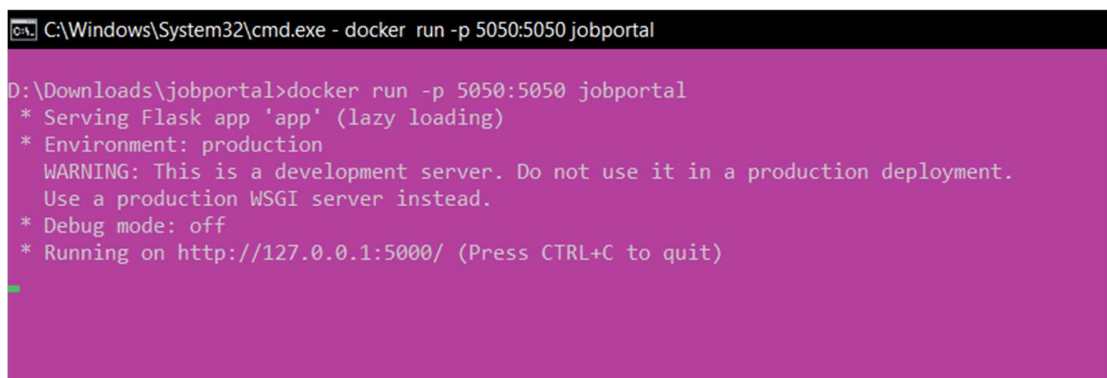 C:\Windows\System32\cmd.exe - docker  run -p 5050:5050 jobportal
D:\Downloads\jobportal>docker run -p 5050:5050 jobportal
 * Serving Flask app 'app' (lazy loading)
 * Environment: production
   WARNING: This is a development server. Do not use it in a production deployment.
   Use a production WSGI server instead.
 * Debug mode: off
 * Running on http://127.0.0.1:5000/ (Press CTRL+C to quit)